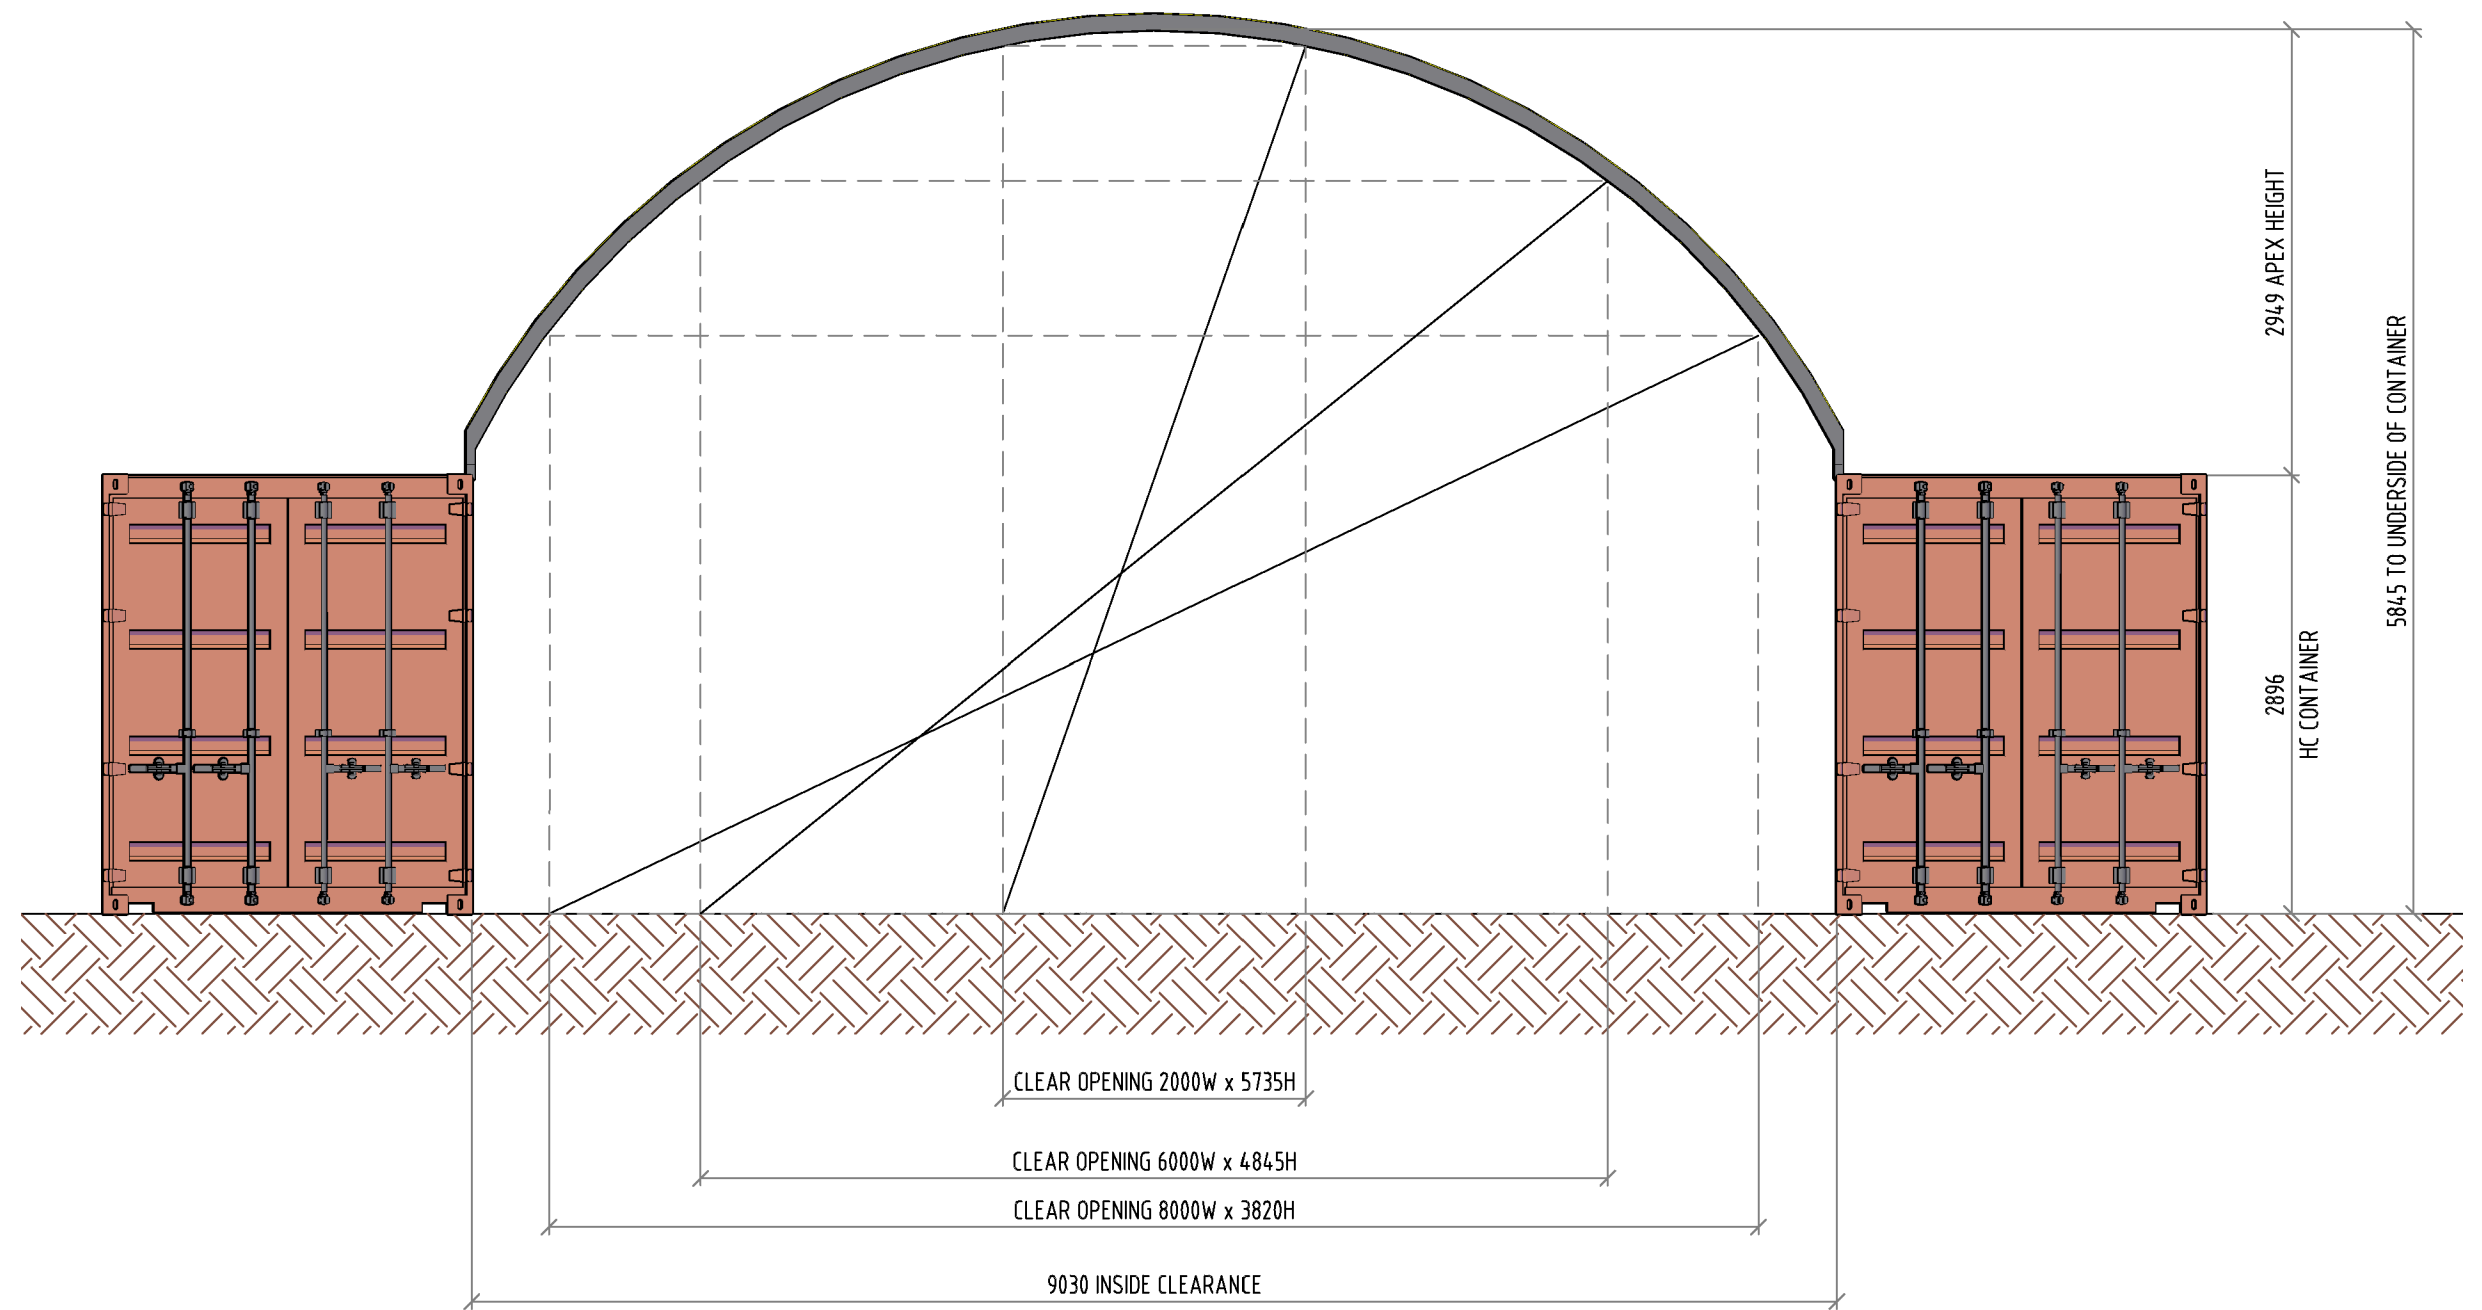 2949 APEX HEIGHT
5845 TO UNDERSIDE OF CONTAINER
2896
HC CONTAINER
CLEAR OPENING 2000W x 5735H
CLEAR OPENING 6000W x 4845H
CLEAR OPENING 8000W x 3820H
9030 INSIDE CLEARANCE